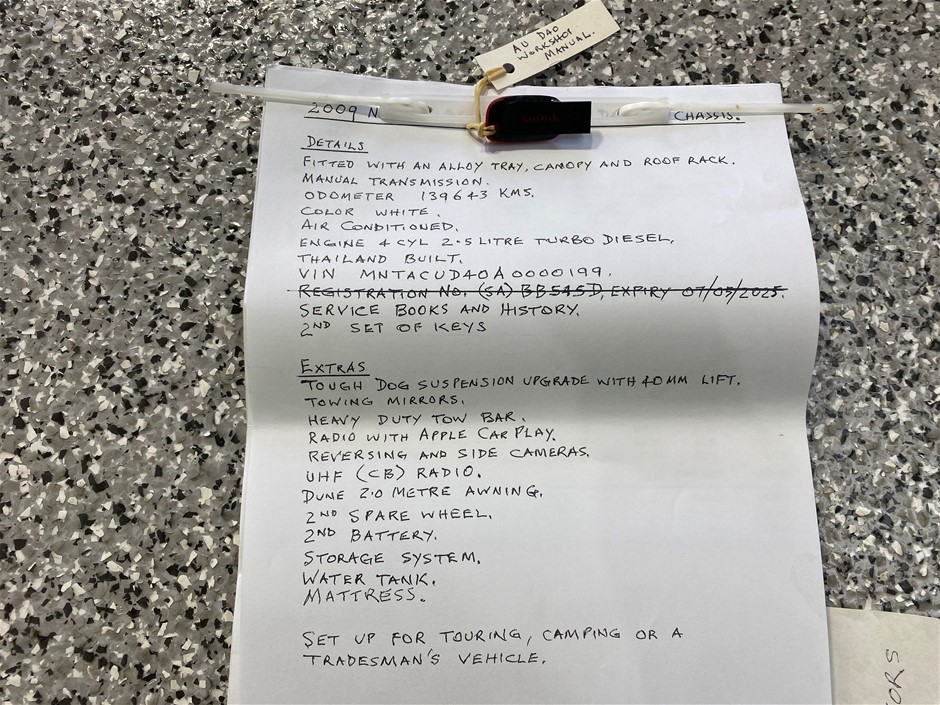 AU D40
WORKSHOP
MANUAL.
SanDisk
2009 N CHASSIS.
DETAILS
FITTED WITH AN ALLOY TRAY, CANOPY AND ROOF RACK.
MANUAL TRANSMISSION.
ODOMETER 139643 KMS.
COLOR WHITE.
AIR CONDITIONED.
ENGINE 4 CYL 2.5 LITRE TURBO DIESEL,
THAILAND BUILT.
VIN MNTACUD40A0000199.
REGISTRATION No. (SA) BB545D, EXPIRY 07/05/2025.
SERVICE BOOKS AND HISTORY.
2ND SET OF KEYS
EXTRAS
TOUGH DOG SUSPENSION UPGRADE WITH 40MM LIFT.
TOWING MIRRORS.
HEAVY DUTY TOW BAR.
RADIO WITH APPLE CAR PLAY.
REVERSING AND SIDE CAMERAS.
UHF (CB) RADIO.
DUNE 2.0 METRE AWNING.
2ND SPARE WHEEL.
2ND BATTERY.
STORAGE SYSTEM.
WATER TANK.
MATTRESS.
SET UP FOR TOURING, CAMPING OR A
TRADESMAN'S VEHICLE.